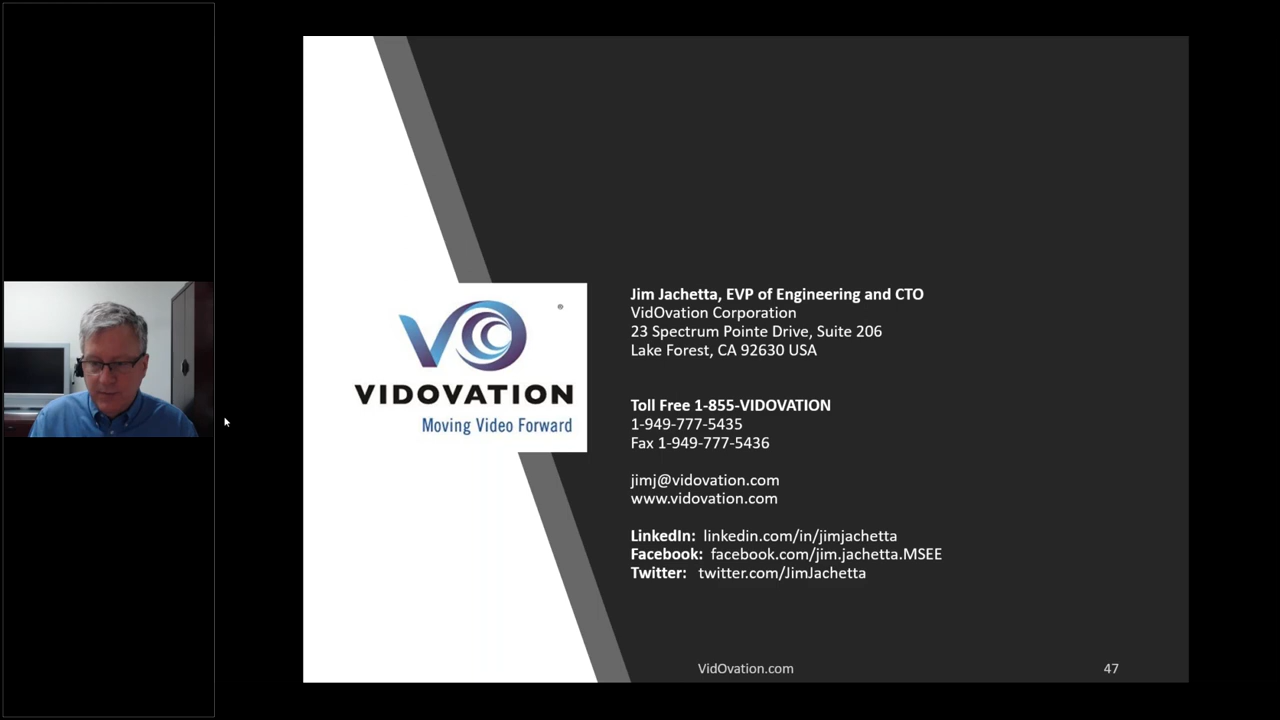 ®
VIDOVATION
Moving Video Forward
Jim Jachetta, EVP of Engineering and CTO
VidOvation Corporation
23 Spectrum Pointe Drive, Suite 206
Lake Forest, CA 92630 USA
Toll Free 1-855-VIDOVATION
1-949-777-5435
Fax 1-949-777-5436
jimj@vidovation.com
www.vidovation.com
LinkedIn: linkedin.com/in/jimjachetta
Facebook: facebook.com/jim.jachetta.MSEE
Twitter: twitter.com/JimJachetta
VidOvation.com
47